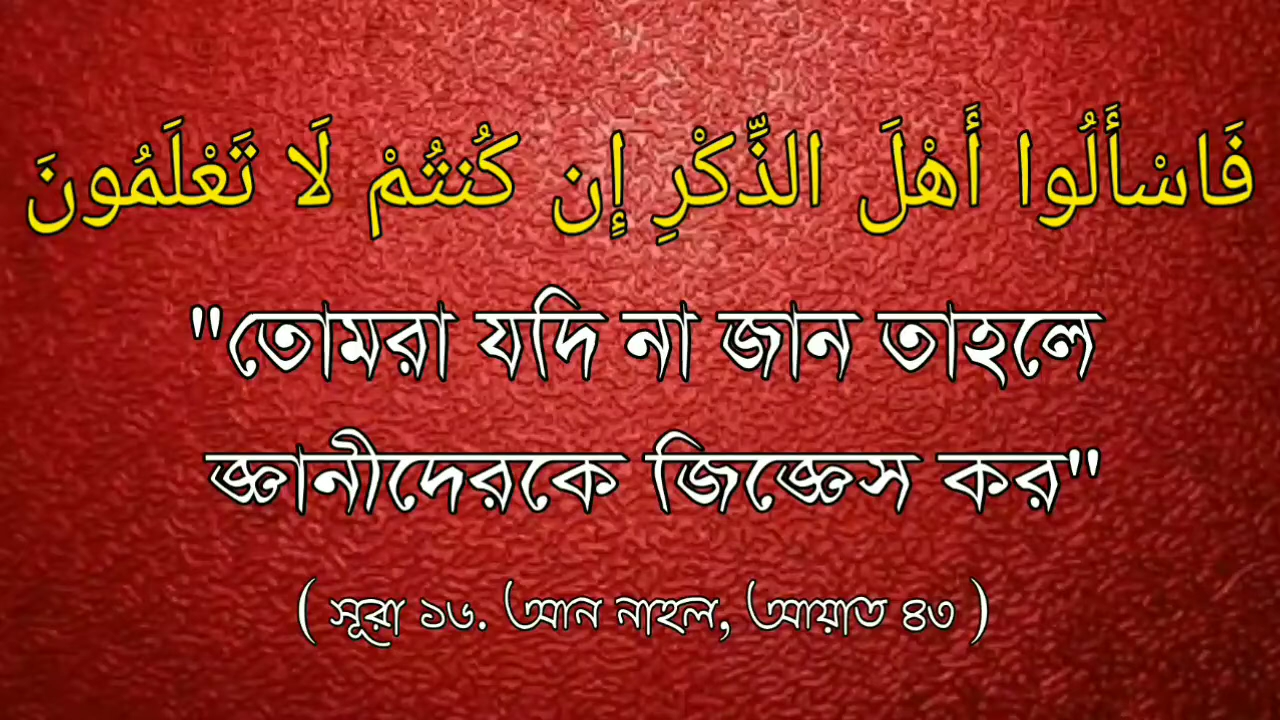 فَاسْأَلُوا أَهْلَ الذِّكْرِ إِن كُنتُمْ لَا تَعْلَمُونَ
"তোমরা যদি না জান তাহলে
জ্ঞানীদেরকে জিজ্ঞেস কর"
( সূরা ১৬. আন নাহল, আয়াত ৪৩ )